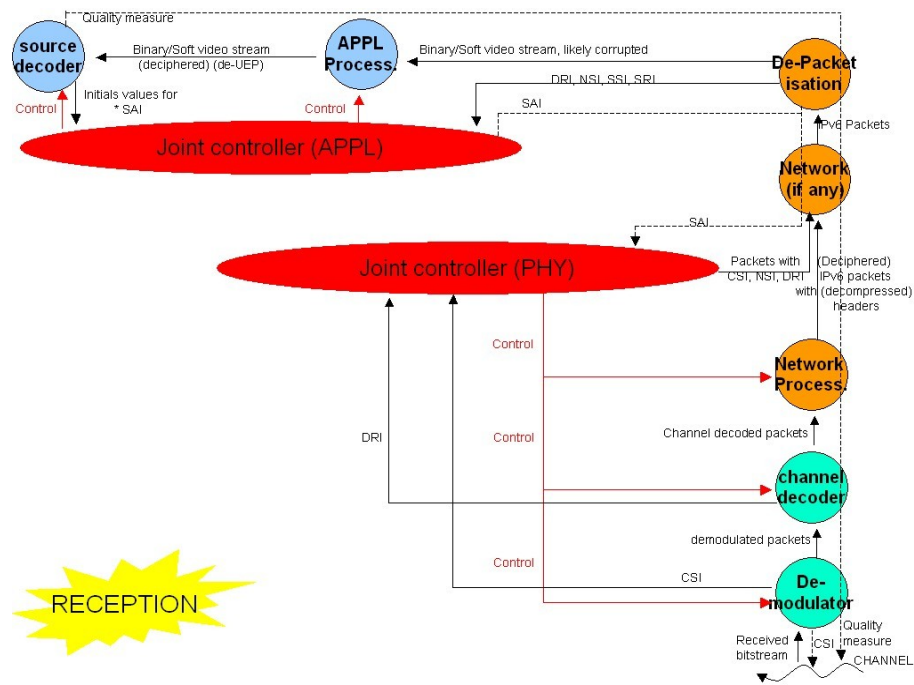 Quality measure
source
decoder
Binary/Soft video stream
(deciphered) (de-UEP)
APPL
Process.
Binary/Soft video stream, likely corrupted
De-Packet
isation
DRI, NSI, SSI, SRI
Initials values for
* SAI
Control
Control
SAI
IPv6 Packets
Joint controller (APPL)
Network
(if any)
SAI
Joint controller (PHY)
Packets with
CSI, NSI, DRI
(Deciphered)
IPv6 packets
with (decompressed)
headers
Control
Network
Process.
DRI
Control
Channel decoded packets
channel
decoder
demodulated packets
Control
CSI
De-
modulator
RECEPTION
Received
bitstream
CSI
Quality
measure
CHANNEL